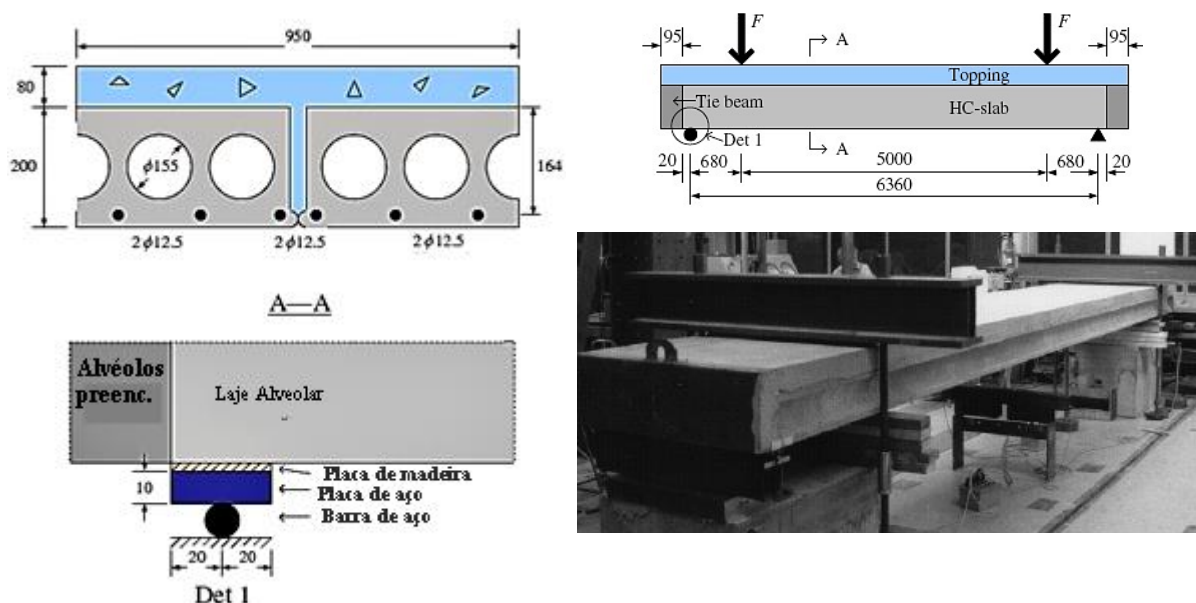 950
80
200
ϕ155
164
2ϕ12.5 2ϕ12.5 2ϕ12.5
A—A
Alvéolos
preenc.
Laje Alveolar
Placa de madeira
10
Placa de aço
Barra de aço
20 20
Det 1
F F
95 A 95
Topping
Tie beam
HC-slab
Det 1
A
20 680 5000 680 20
6360